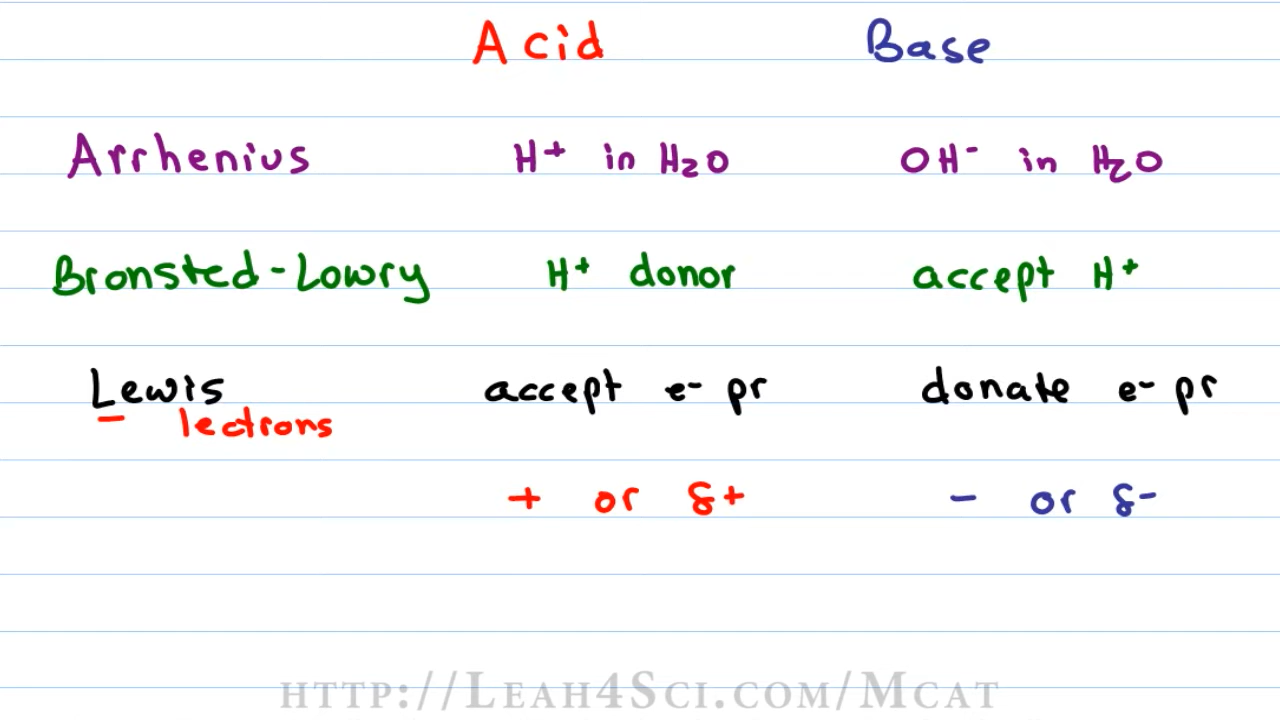 Acid Base
Arrhenius H+ in H2O OH- in H2O
Bronsted-Lowry H+ donor accept H+
Lewis accept e- pr donate e- pr
lectrons
+ or δ+ - or δ-
HTTP://LEAH4SCI.COM/MCAT